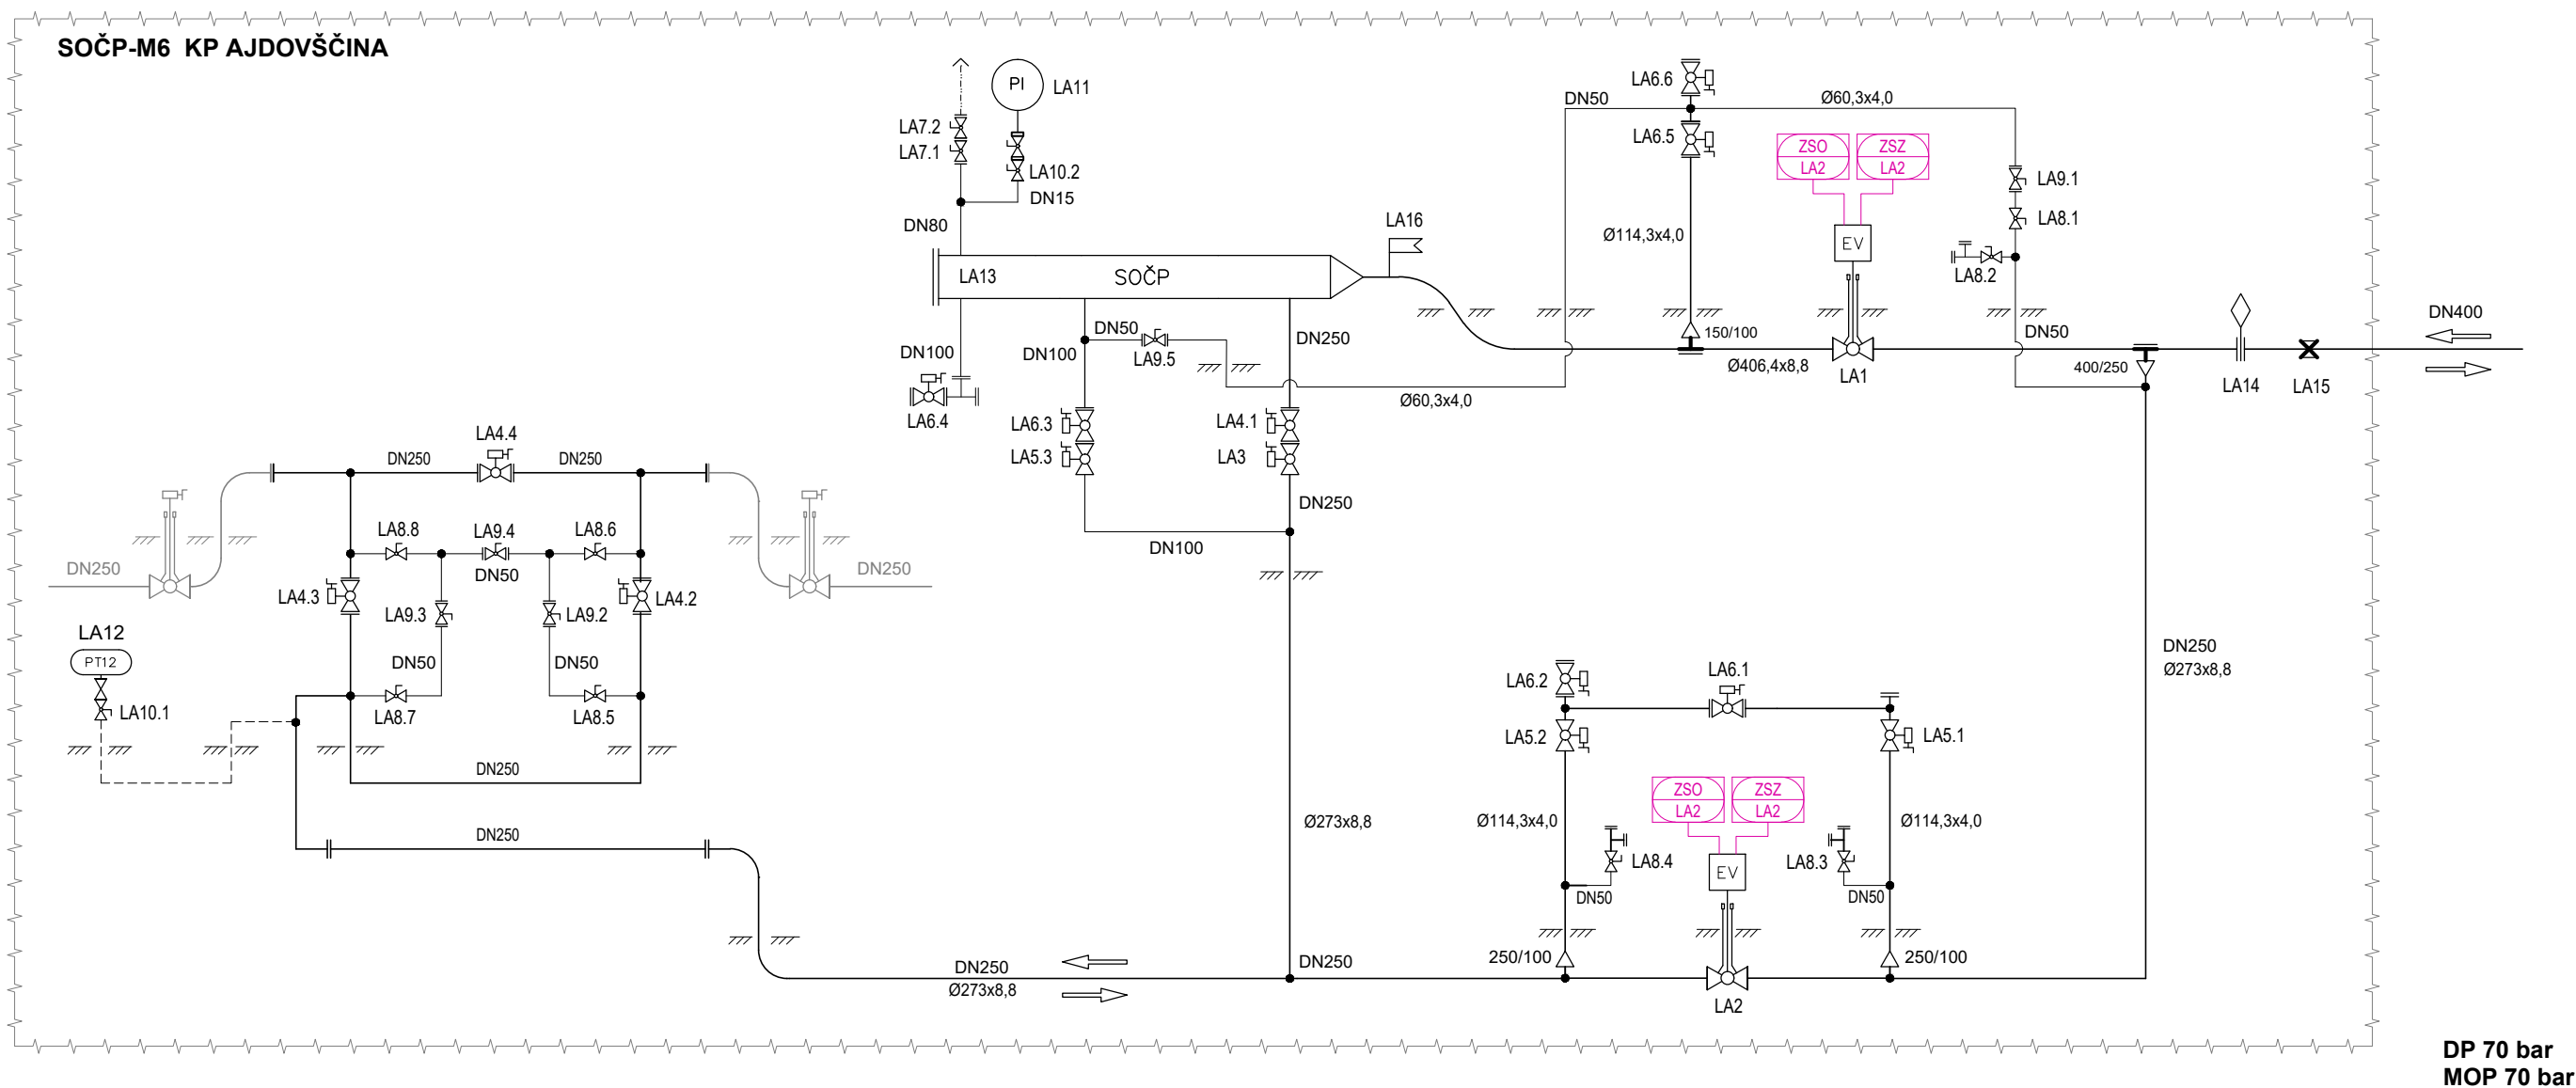 SOČP-M6 KP AJDOVŠČINA
PI
LA11
LA7.2
LA7.1
LA10.2
DN15
DN80
LA13
SOČP
LA16
DN50
LA6.6
Ø60,3x4,0
LA6.5
ZSO
LA2
ZSZ
LA2
LA9.1
LA8.1
Ø114,3x4,0
EV
LA8.2
DN50
150/100
Ø406,4x8,8
LA1
400/250
LA14
LA15
DN400
DN100
LA6.4
DN50
DN100
LA9.5
DN250
Ø60,3x4,0
LA6.3
LA5.3
LA4.1
LA3
DN250
DN100
LA4.4
DN250
DN250
DN250
DN250
LA8.8
LA9.4
LA8.6
DN50
LA4.3
LA9.3
LA9.2
LA4.2
LA12
PT12
LA10.1
DN50
DN50
LA8.7
LA8.5
DN250
DN250
Ø273x8,8
DN250
Ø273x8,8
LA6.2
LA6.1
LA5.2
LA5.1
ZSO
LA2
ZSZ
LA2
Ø114,3x4,0
Ø114,3x4,0
LA8.4
LA8.3
EV
DN50
DN50
250/100
250/100
DN250
Ø273x8,8
DN250
LA2
DP 70 bar
MOP 70 bar